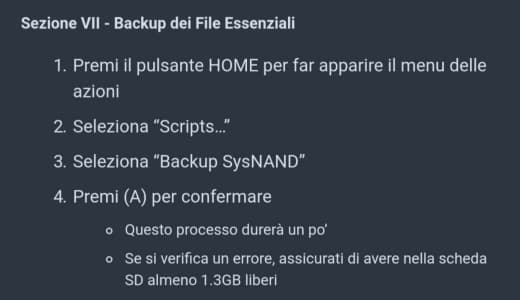 Sezione VII - Backup dei File Essenziali
1. Premi il pulsante HOME per far apparire il menu delle
azioni
2. Seleziona “Scripts…”
3. Seleziona “Backup SysNAND”
4. Premi (A) per confermare
◦ Questo processo durerà un po’
◦ Se si verifica un errore, assicurati di avere nella scheda
SD almeno 1.3GB liberi